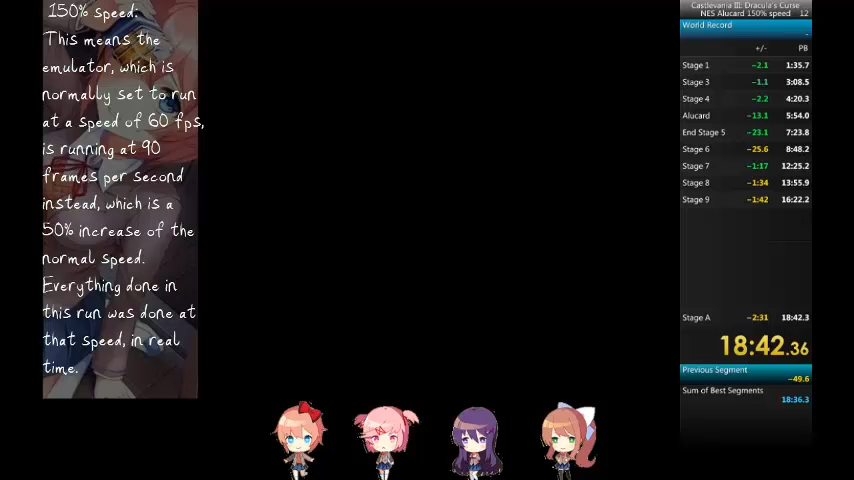 150% speed.
This means the
emulator, which is
normally set to run
at a speed of 60 fps,
is running at 90
frames per second
instead, which is a
50% increase of the
normal speed.
Everything done in
this run was done at
that speed, in real
time.
Castlevania III: Dracula's Curse
NES Alucard 150% speed 12
World Record -
+/- PB
Stage 1 −2.1 1:35.7
Stage 3 −1.1 3:08.5
Stage 4 −2.2 4:20.3
Alucard −13.1 5:54.0
End Stage 5 −23.1 7:23.8
Stage 6 −25.6 8:48.2
Stage 7 −1:17 12:25.2
Stage 8 −1:34 13:55.9
Stage 9 −1:42 16:22.2
Stage A −2:31 18:42.3
18:42.36
Previous Segment −49.6
Sum of Best Segments 18:36.3